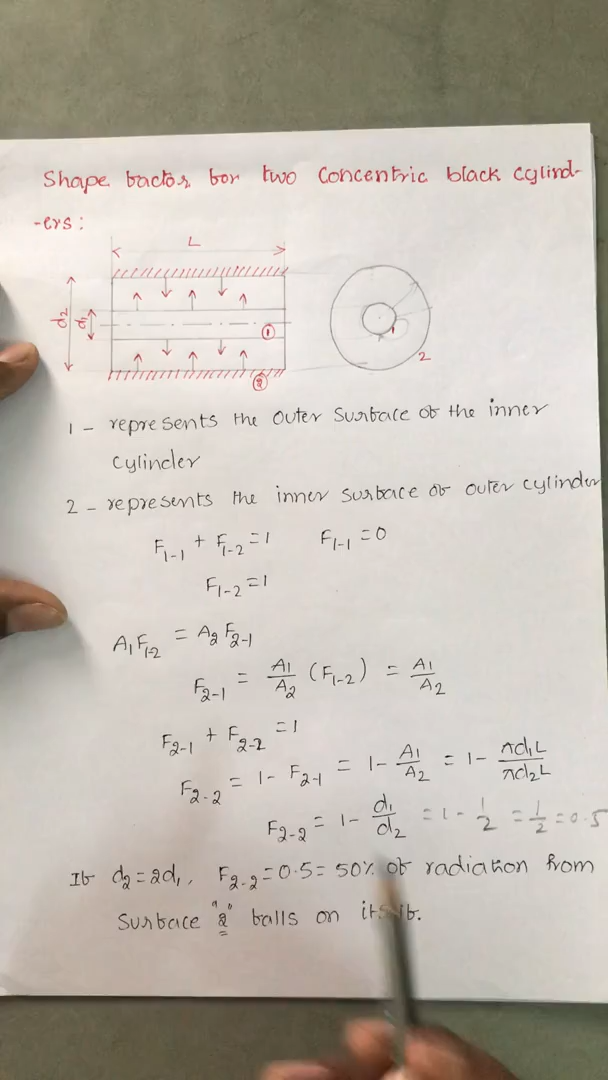 Shape factor for two concentric black cylind-
-ers:
L
d2
d1
1
2
1
2
1 - represents the outer surface of the inner
cylinder
2 - represents the inner surface of outer cylinder
F1-1 + F1-2 = 1 F1-1 = 0
F1-2 = 1
A1F1-2 = A2F2-1
F2-1 = A1/A2 (F1-2) = A1/A2
F2-1 + F2-2 = 1
F2-2 = 1 - F2-1 = 1 - A1/A2 = 1 - πd1L/πd2L
F2-2 = 1 - d1/d2 = 1 - 1/2 = 1/2 = 0.5
If d2 = 2d1, F2-2 = 0.5 = 50% of radiation from
surface "2" falls on itself.